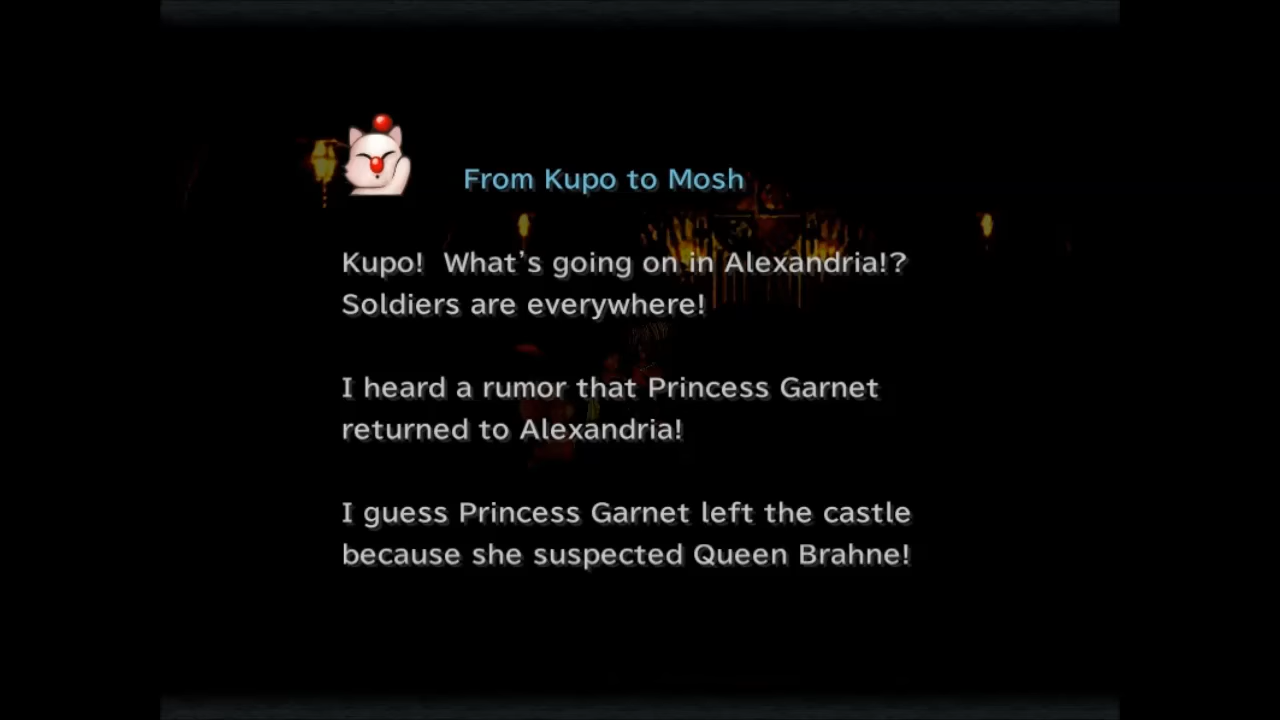 From Kupo to Mosh
Kupo!  What's going on in Alexandria!?
Soldiers are everywhere!
I heard a rumor that Princess Garnet
returned to Alexandria!
I guess Princess Garnet left the castle
because she suspected Queen Brahne!